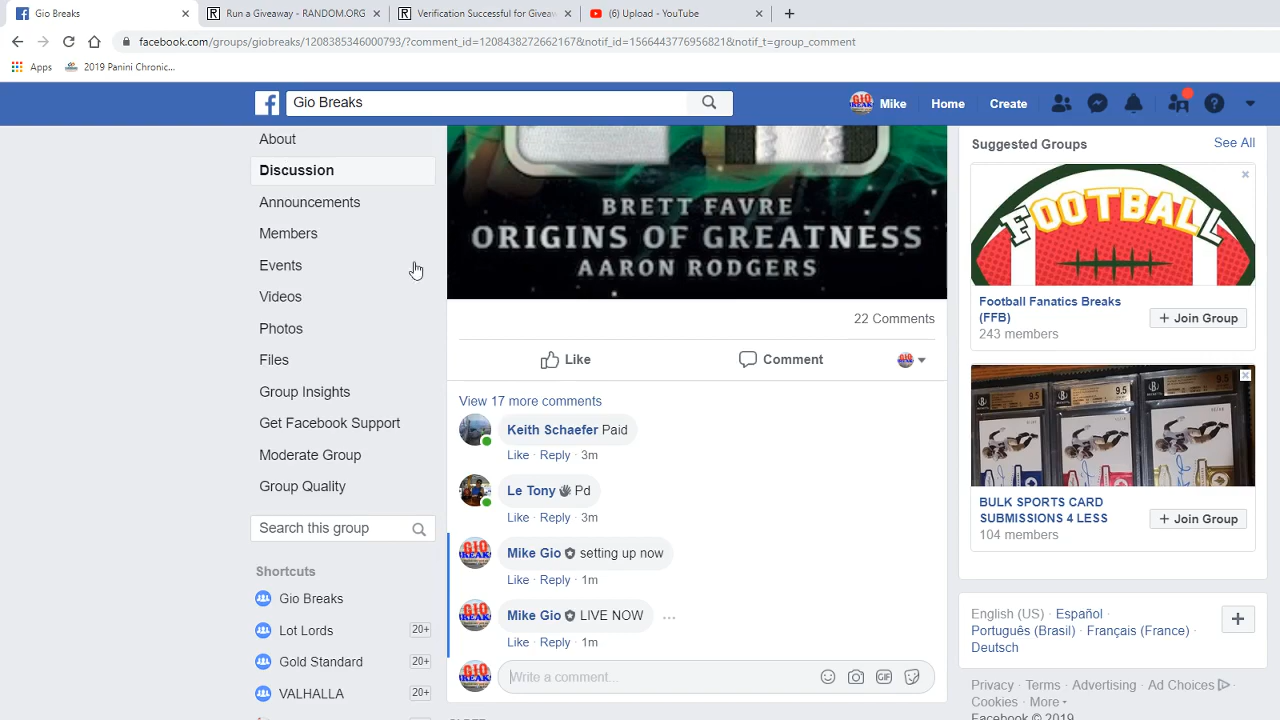 Gio Breaks
Run a Giveaway - RANDOM.ORG
Verification Successful for Giveaw
(6) Upload - YouTube
facebook.com/groups/giobreaks/1208385346000793/?comment_id=1208438272662167&notif_id=1566443776956821&notif_t=group_comment
Apps
2019 Panini Chronic...
Gio Breaks
Mike
Home
Create
About
Discussion
Announcements
Members
Events
Videos
Photos
Files
Group Insights
Get Facebook Support
Moderate Group
Group Quality
Search this group
Shortcuts
Gio Breaks
Lot Lords 20+
Gold Standard 20+
VALHALLA 20+
BRETT FAVRE
ORIGINS OF GREATNESS
AARON RODGERS
22 Comments
Like
Comment
View 17 more comments
Keith Schaefer Paid
Like · Reply · 3m
Le Tony Pd
Like · Reply · 3m
Mike Gio setting up now
Like · Reply · 1m
Mike Gio LIVE NOW
Like · Reply · 1m
Write a comment...
GIF
Suggested Groups
See All
FOOTBALL
Football Fanatics Breaks
(FFB)
243 members
+ Join Group
BULK SPORTS CARD
SUBMISSIONS 4 LESS
104 members
+ Join Group
English (US) · Español ·
Português (Brasil) · Français (France) ·
Deutsch
Privacy · Terms · Advertising · Ad Choices
Cookies · More
Facebook © 2019